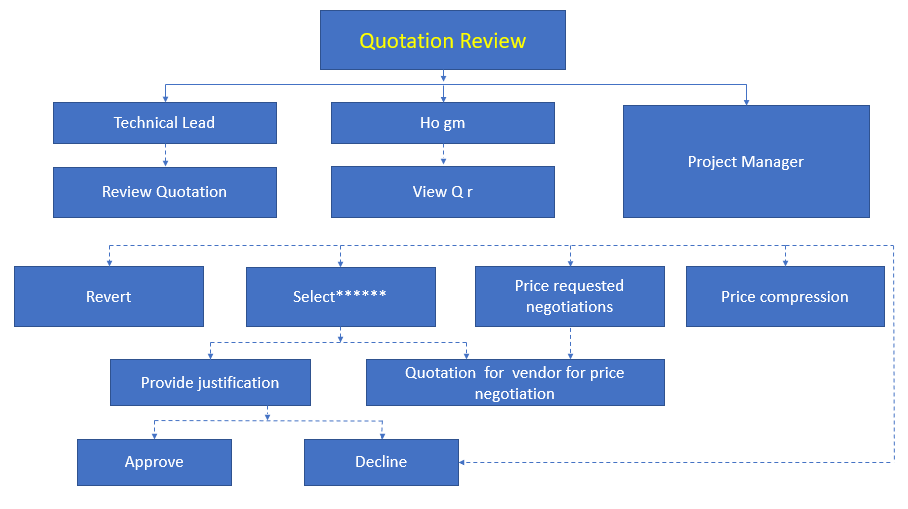 Quotation Review
Technical Lead
Ho gm
Project Manager
Review Quotation
View Q r
Revert
Select******
Price requested
negotiations
Price compression
Provide justification
Quotation for vendor for price
negotiation
Approve
Decline